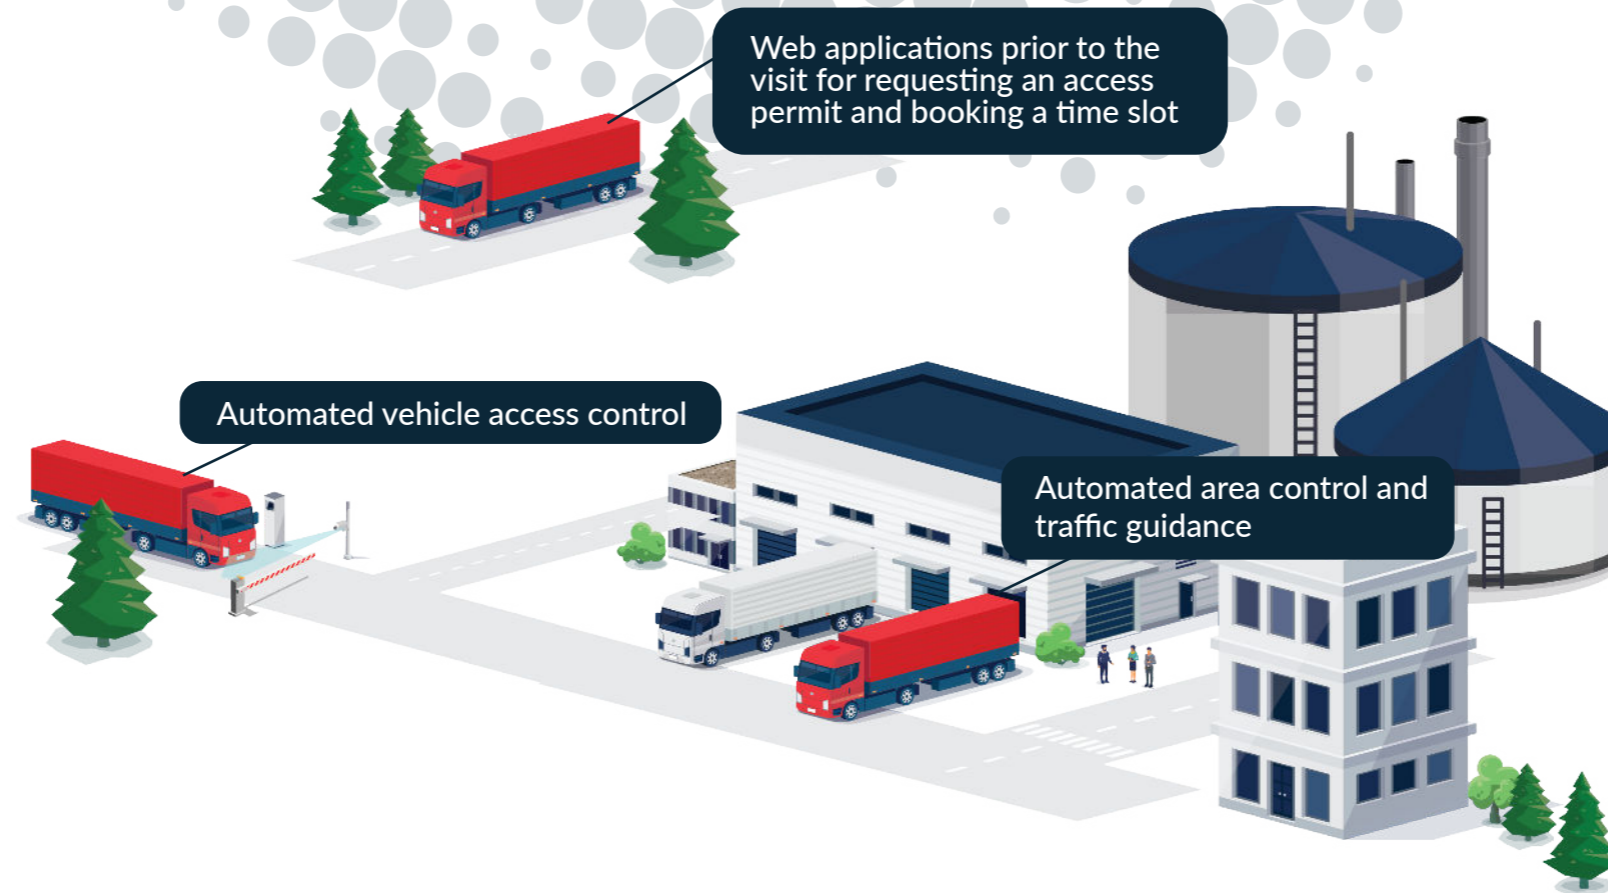 Web applications prior to the
visit for requesting an access
permit and booking a time slot
Automated vehicle access control
Automated area control and
traffic guidance